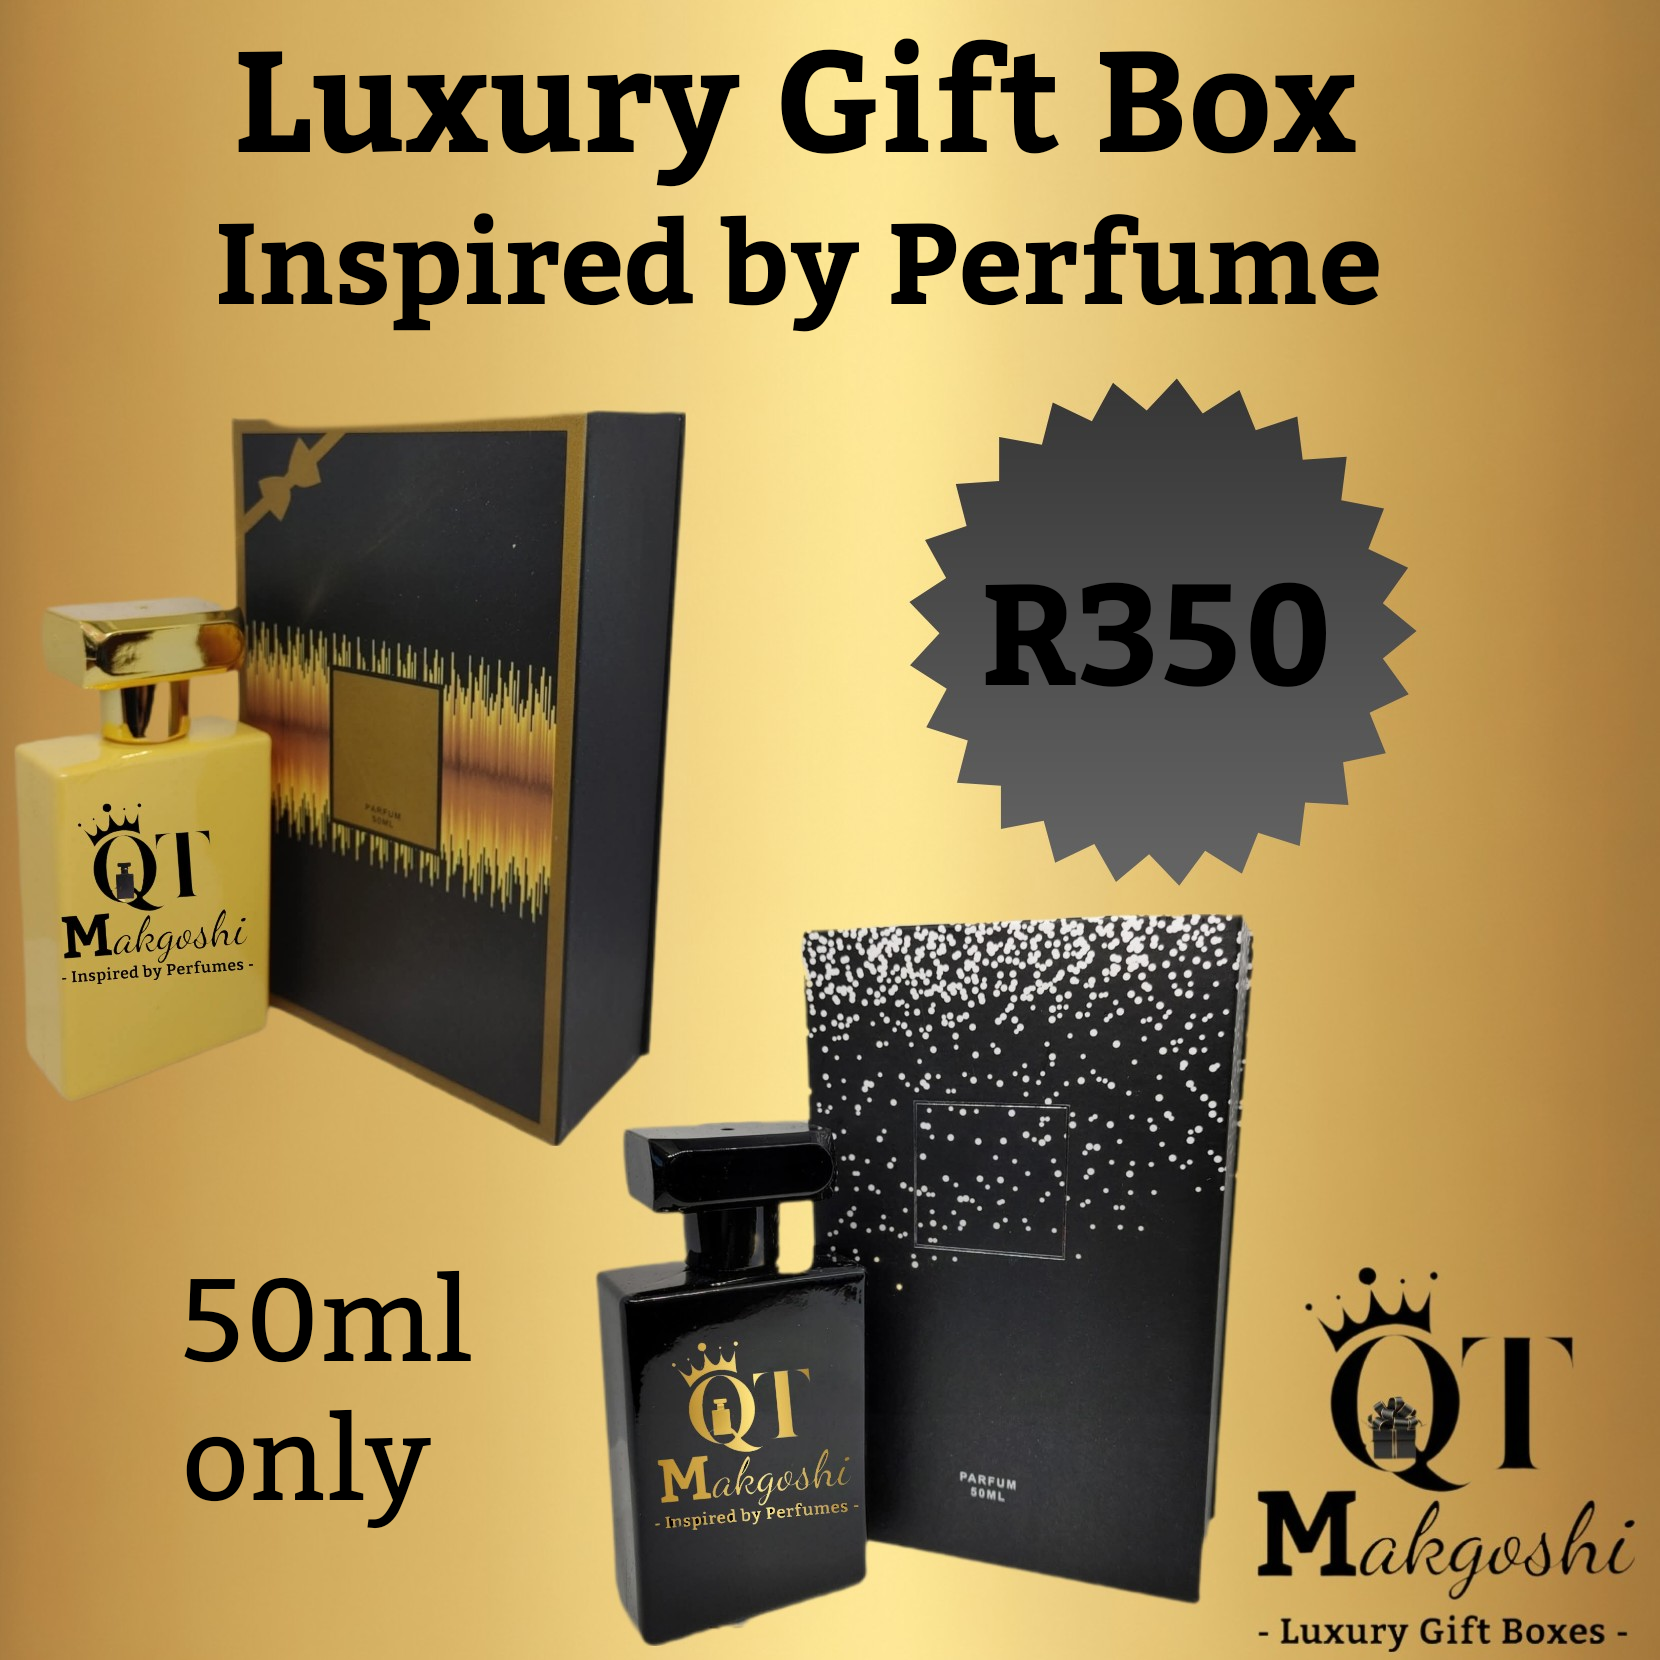 Luxury Gift Box
Inspired by Perfume
R350
PARFUM
50ML
QT
Makgoshi
- Inspired by Perfumes -
50ml
only
QT
Makgoshi
- Inspired by Perfumes -
PARFUM
50ML
QT
Makgoshi
- Luxury Gift Boxes -